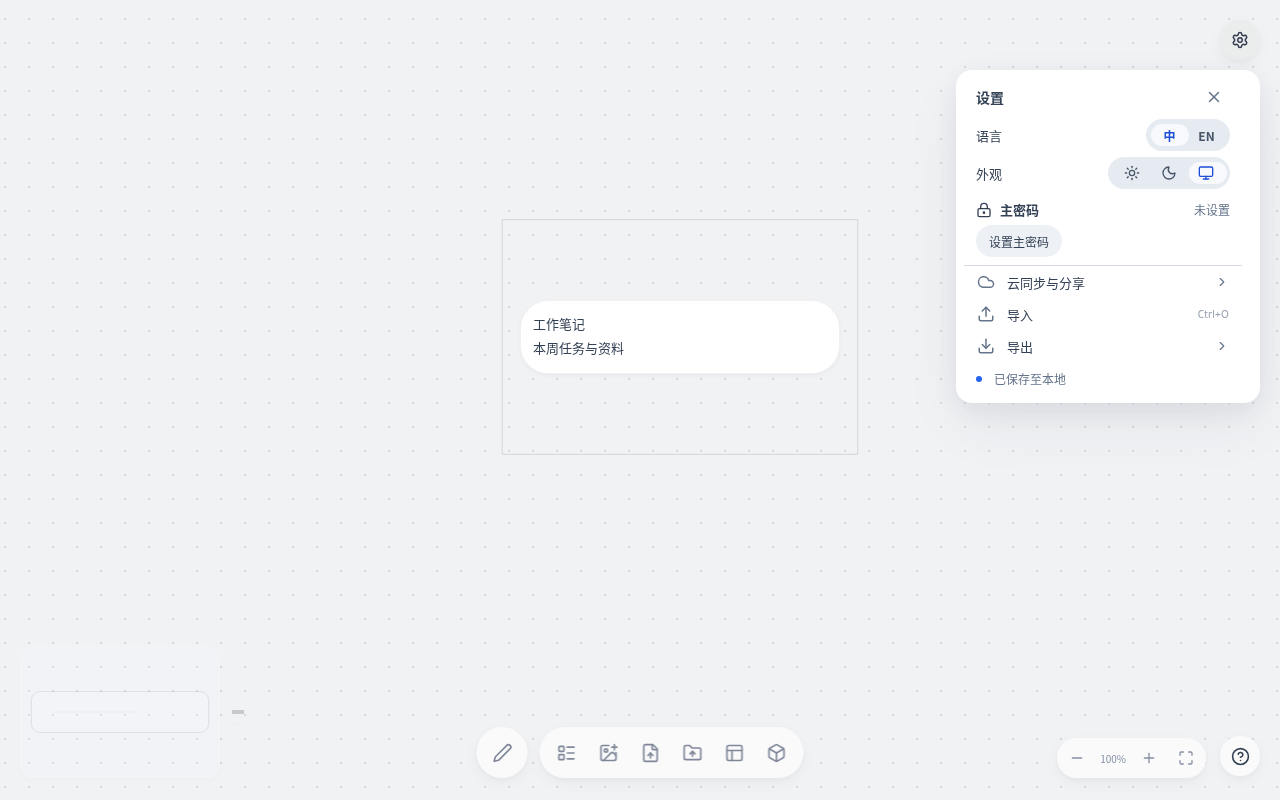 设置
语言
中 EN
外观
主密码 未设置
设置主密码
云同步与分享
导入 Ctrl+O
导出
已保存至本地
工作笔记
本周任务与资料
100%